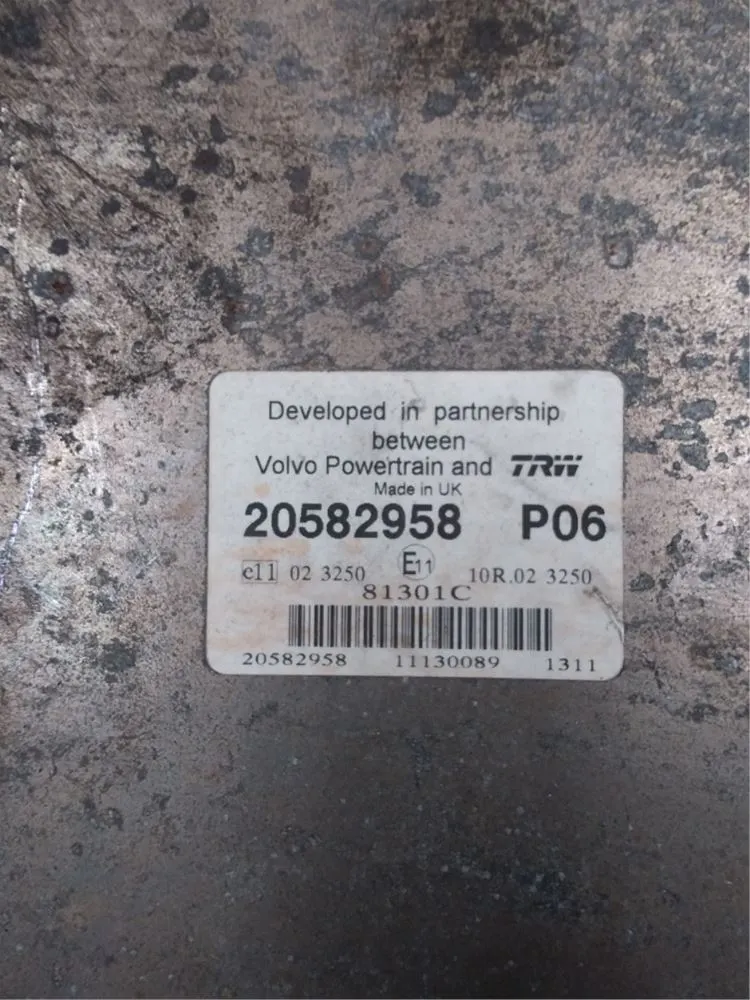 Developed in partnership
between
Volvo Powertrain and TRW
Made in UK
20582958 P06
e11 02 3250 E11 10R.02 3250
81301C
20582958 11130089 1311